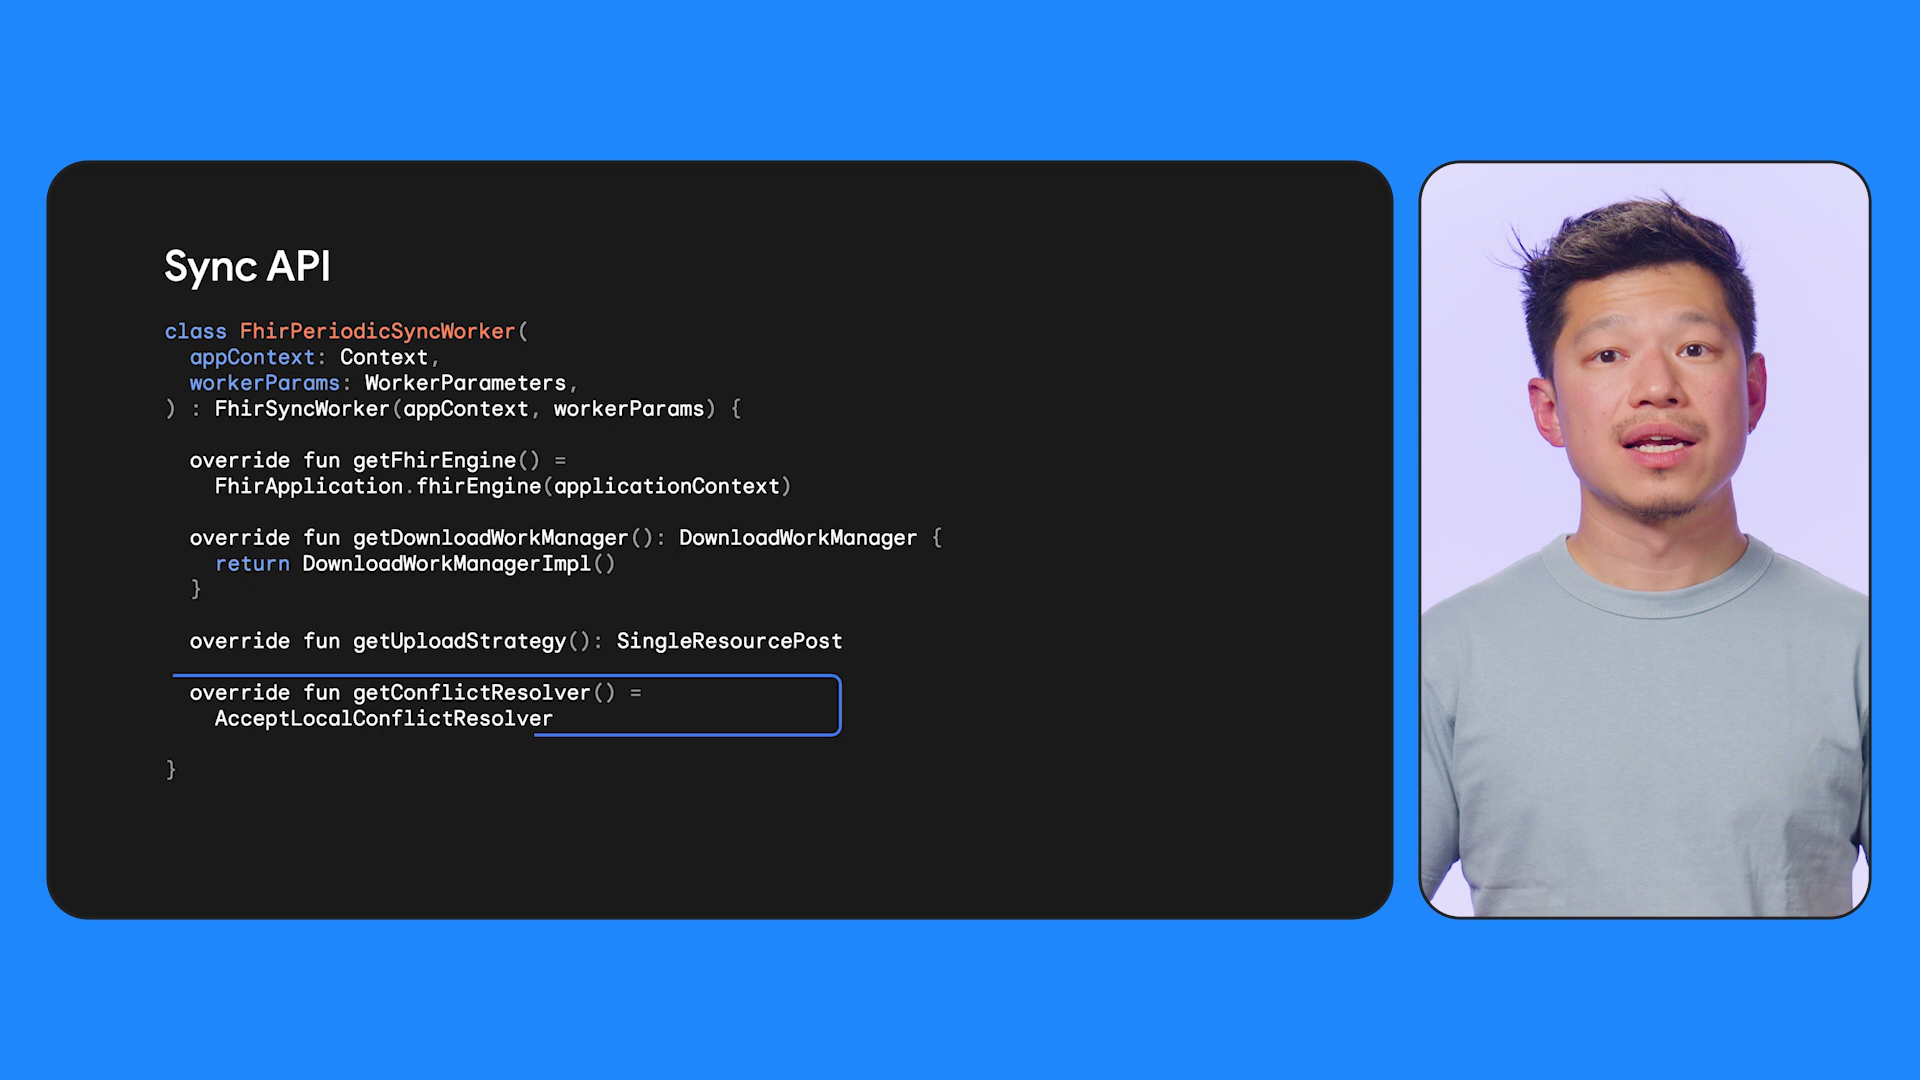 Sync API
class FhirPeriodicSyncWorker(
appContext: Context,
workerParams: WorkerParameters,
) : FhirSyncWorker(appContext, workerParams) {
override fun getFhirEngine() =
FhirApplication.fhirEngine(applicationContext)
override fun getDownloadWorkManager(): DownloadWorkManager {
return DownloadWorkManagerImpl()
}
override fun getUploadStrategy(): SingleResourcePost
override fun getConflictResolver() =
AcceptLocalConflictResolver
}